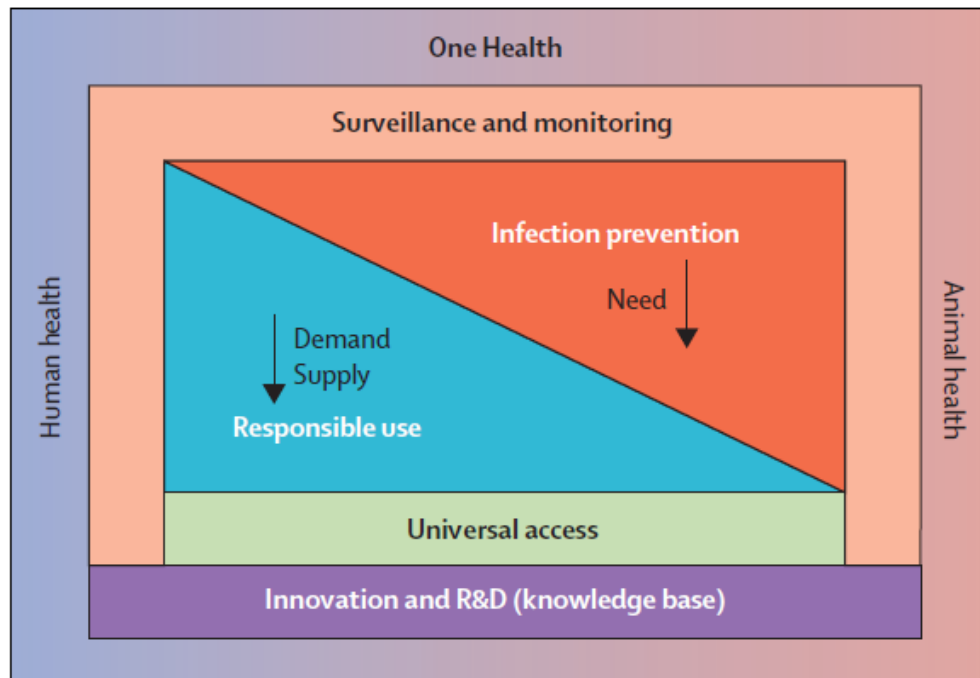 One Health
Surveillance and monitoring
Infection prevention
Need
Demand
Supply
Responsible use
Human health
Animal health
Universal access
Innovation and R&D (knowledge base)